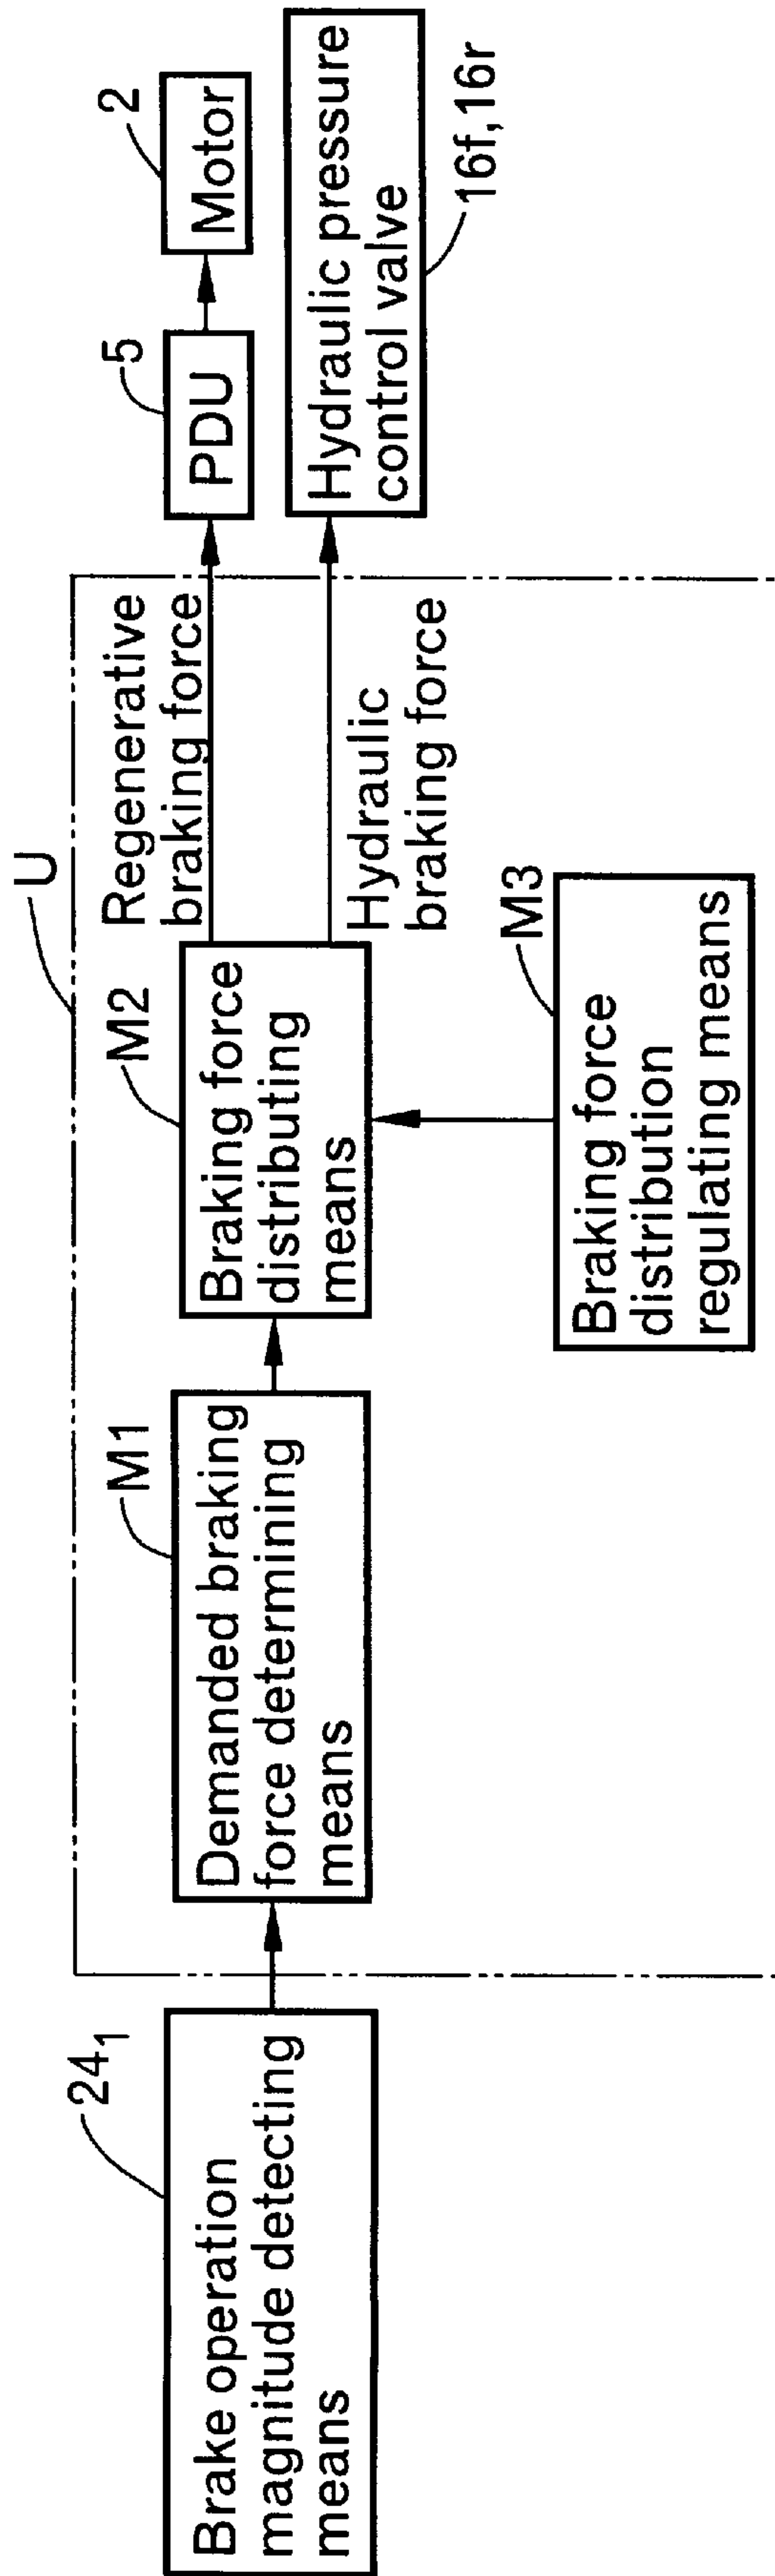 24₁
Brake operation
magnitude detecting
means
U
M1
Demanded braking
force determining
means
M2
Braking force
distributing
means
M3
Braking force
distribution
regulating means
Regenerative
braking force
Hydraulic
braking force
5
PDU
2
Motor
Hydraulic pressure
control valve
16f,16r